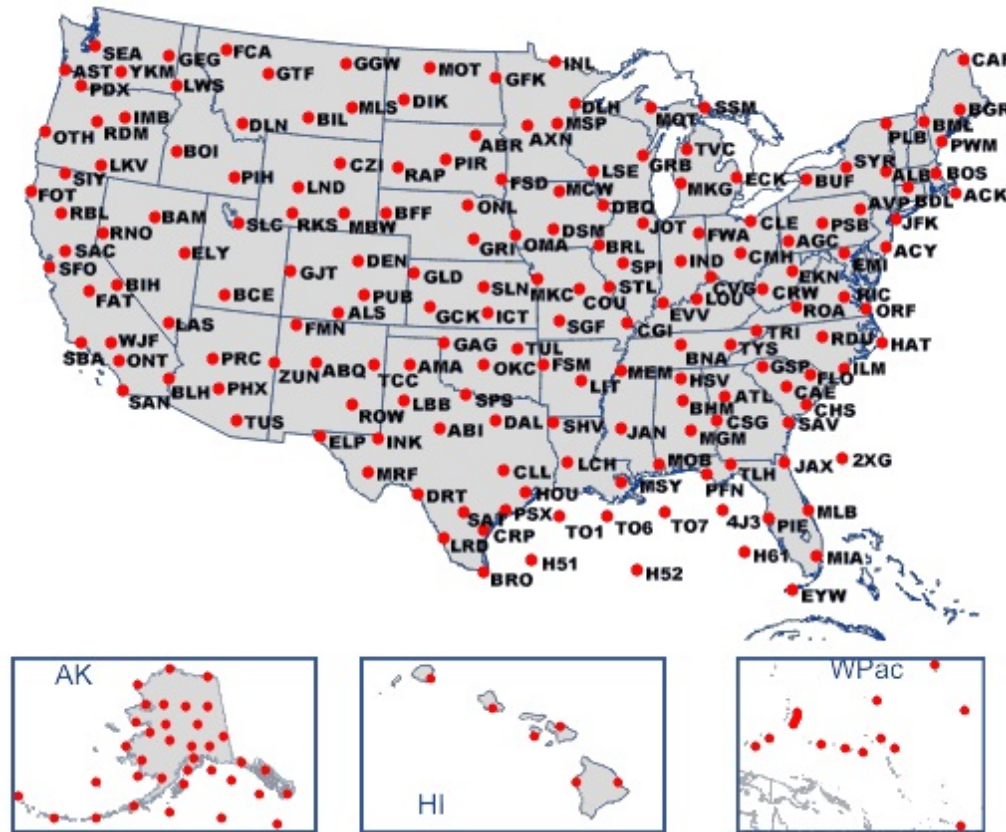 SEA
GEG
FCA
GTF
GGW
MOT
GFK
INL
CAR
AST
YKM
PDX
LWS
MLS
DIK
DLH
MQT
SSM
BGR
OTH
RDM
IMB
DLN
BIL
ABR
AXN
MSP
PLB
BML
PWM
LKV
BOI
CZI
RAP
PIR
LSE
GRB
TVC
SYR
ALB
BOS
SIY
PIH
LND
FSD
MCW
MKG
ECK
BUF
BDL
ACK
FOT
RBL
BAM
SLC
RKS
MBW
BFF
ONL
DBQ
JOT
CLE
AVP
PSB
JFK
RNO
ELY
DEN
GRI
OMA
DSM
BRL
FWA
AGC
ACY
SAC
SFO
GJT
GLD
SPI
IND
CMH
EMI
EKN
FAT
BIH
BCE
PUB
SLN
MKC
COU
STL
CVG
CRW
RIC
ALS
GCK
ICT
EVV
LOU
ROA
ORF
LAS
FMN
SGF
CGI
TRI
SBA
WJF
ONT
PRC
GAG
TUL
BNA
TYS
RDU
HAT
ZUN
ABQ
TCC
AMA
OKC
FSM
MEM
GSP
ILM
SAN
BLH
PHX
LBB
SPS
LIT
HSV
ATL
FLO
CAE
TUS
ROW
ABI
DAL
SHV
BHM
CSG
CHS
SAV
ELP
INK
JAN
MGM
MRF
CLL
LCH
MOB
TLH
JAX
2XG
DRT
HOU
MSY
PFN
SAT
PSX
TO1
TO6
TO7
4J3
PIE
MLB
LRD
CRP
BRO
H51
H52
H61
MIA
EYW
AK
HI
WPac